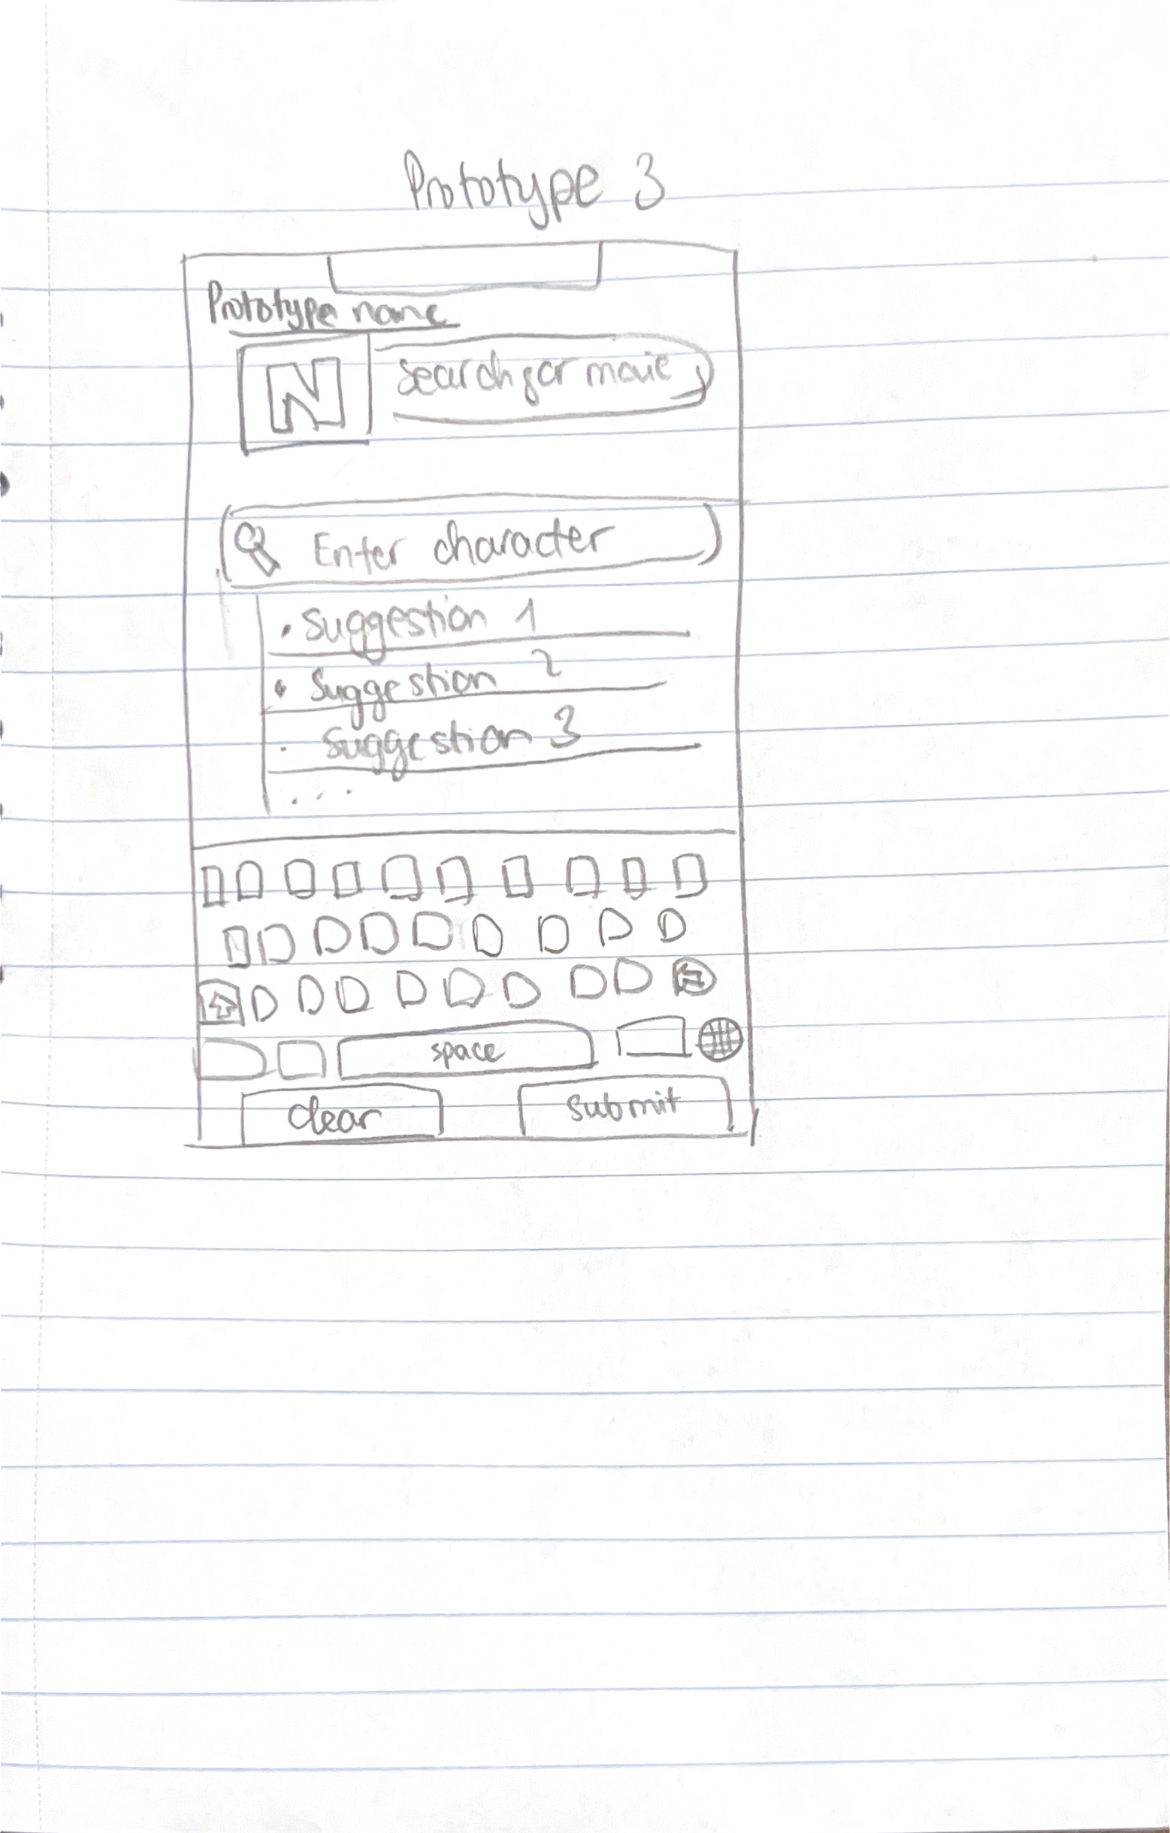 Prototype 3
Prototype name
N
Search for movie
Enter character
• Suggestion 1
• Suggestion 2
• Suggestion 3
...
space
clear
submit